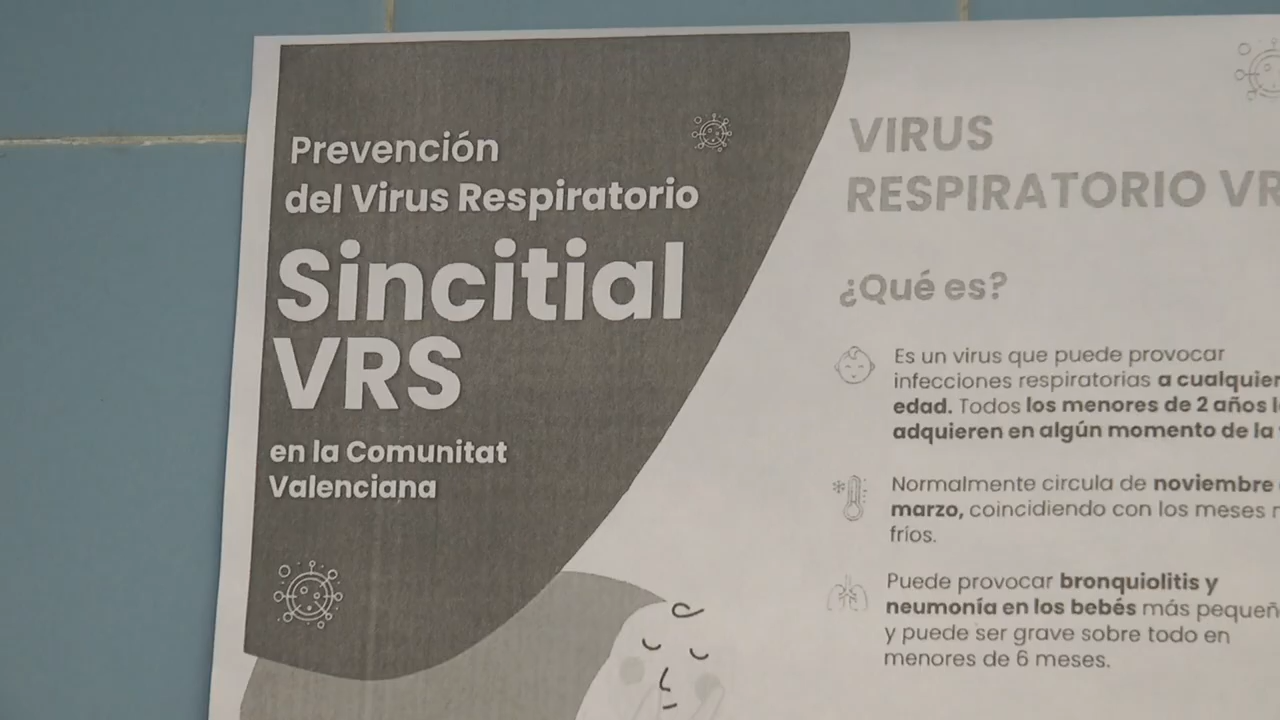 Prevención
del Virus Respiratorio
Sincitial
VRS
en la Comunitat
Valenciana
VIRUS
RESPIRATORIO
¿Qué es?
Es un virus que puede provocar
infecciones respiratorias a cualquier
edad. Todos los menores de 2 años
adquieren en algún momento de la
Normalmente circula de noviembre
marzo, coincidiendo con los meses
fríos.
Puede provocar bronquiolitis y
neumonía en los bebés más
y puede ser grave sobre todo en
menores de 6 meses.